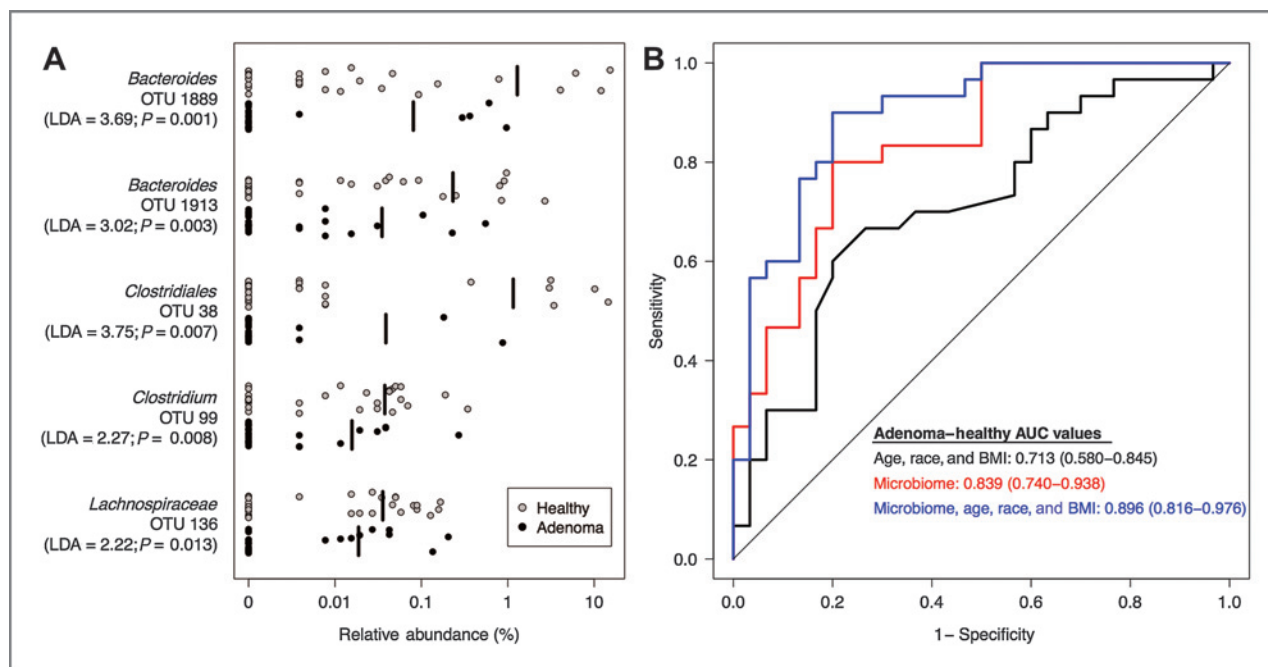 A
Bacteroides
OTU 1889
(LDA = 3.69; P = 0.001)
Bacteroides
OTU 1913
(LDA = 3.02; P = 0.003)
Clostridiales
OTU 38
(LDA = 3.75; P = 0.007)
Clostridium
OTU 99
(LDA = 2.27; P = 0.008)
Lachnospiraceae
OTU 136
(LDA = 2.22; P = 0.013)
Healthy
Adenoma
0 0.01 0.1 1 10
Relative abundance (%)
B
1.0
0.8
0.6
0.4
0.2
0.0
Sensitivity
Adenoma–healthy AUC values
Age, race, and BMI: 0.713 (0.580–0.845)
Microbiome: 0.839 (0.740–0.938)
Microbiome, age, race, and BMI: 0.896 (0.816–0.976)
0.0 0.2 0.4 0.6 0.8 1.0
1– Specificity